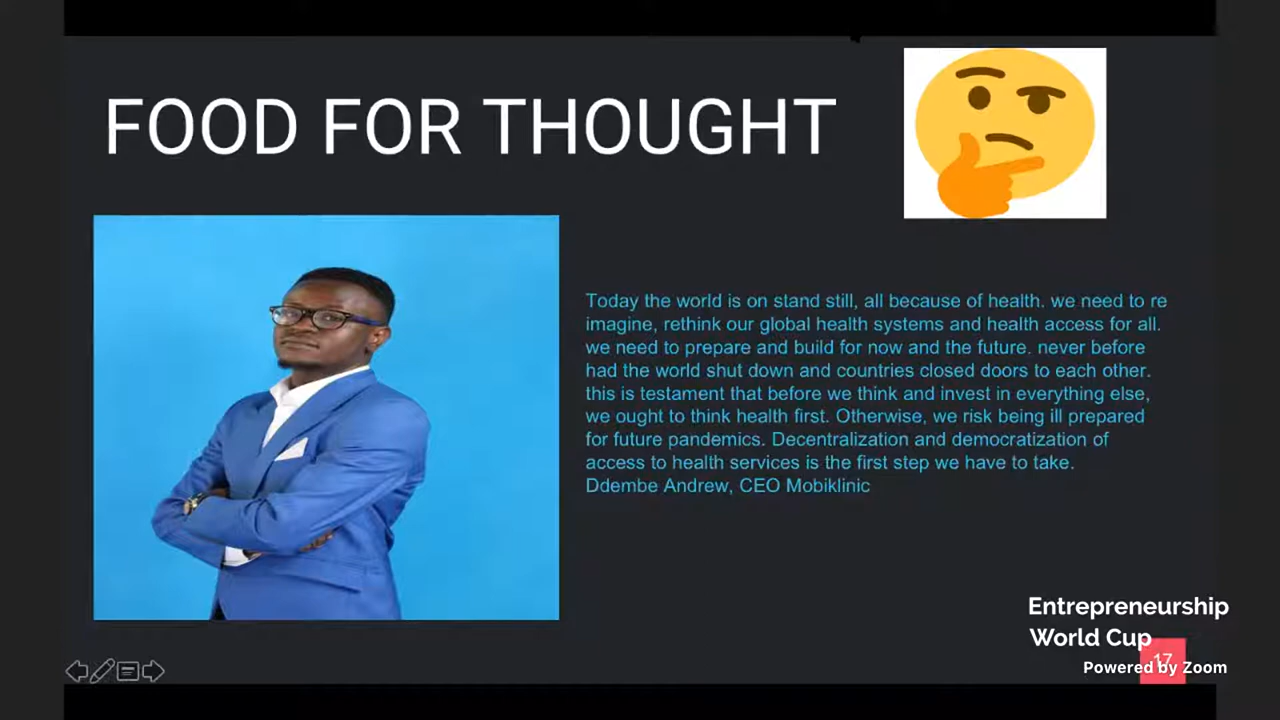 FOOD FOR THOUGHT
Today the world is on stand still, all because of health. we need to re
imagine, rethink our global health systems and health access for all.
we need to prepare and build for now and the future. never before
had the world shut down and countries closed doors to each other.
this is testament that before we think and invest in everything else,
we ought to think health first. Otherwise, we risk being ill prepared
for future pandemics. Decentralization and democratization of
access to health services is the first step we have to take.
Ddembe Andrew, CEO Mobiklinic
Entrepreneurship
World Cup
17
Powered by Zoom